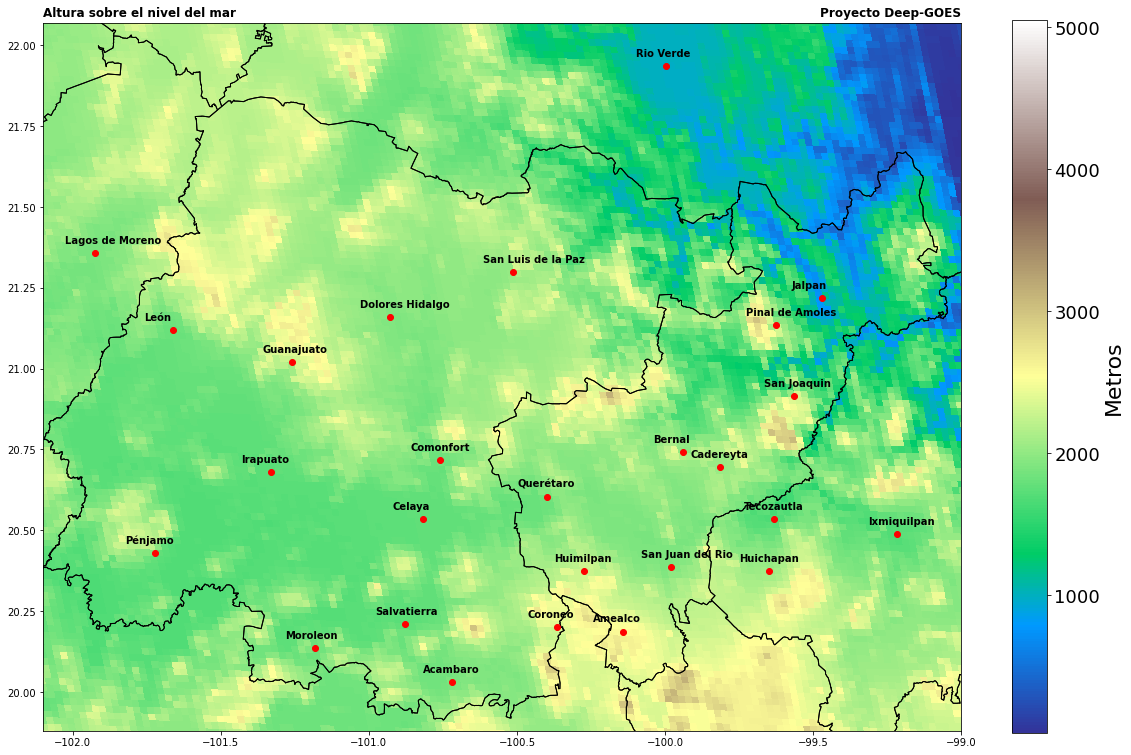 Altura sobre el nivel del mar
Proyecto Deep-GOES
22.00
21.75
21.50
21.25
21.00
20.75
20.50
20.25
20.00
Rio Verde
Lagos de Moreno
San Luis de la Paz
Jalpan
Dolores Hidalgo
Pinal de Amoles
León
Guanajuato
San Joaquin
Bernal
Comonfort
Cadereyta
Irapuato
Querétaro
Celaya
Tecozautla
Ixmiquilpan
Pénjamo
San Juan del Rio
Huimilpan
Huichapan
Salvatierra
Coroneo
Amealco
Moroleon
Acambaro
−102.0
−101.5
−101.0
−100.5
−100.0
−99.5
−99.0
5000
4000
3000
2000
1000
Metros